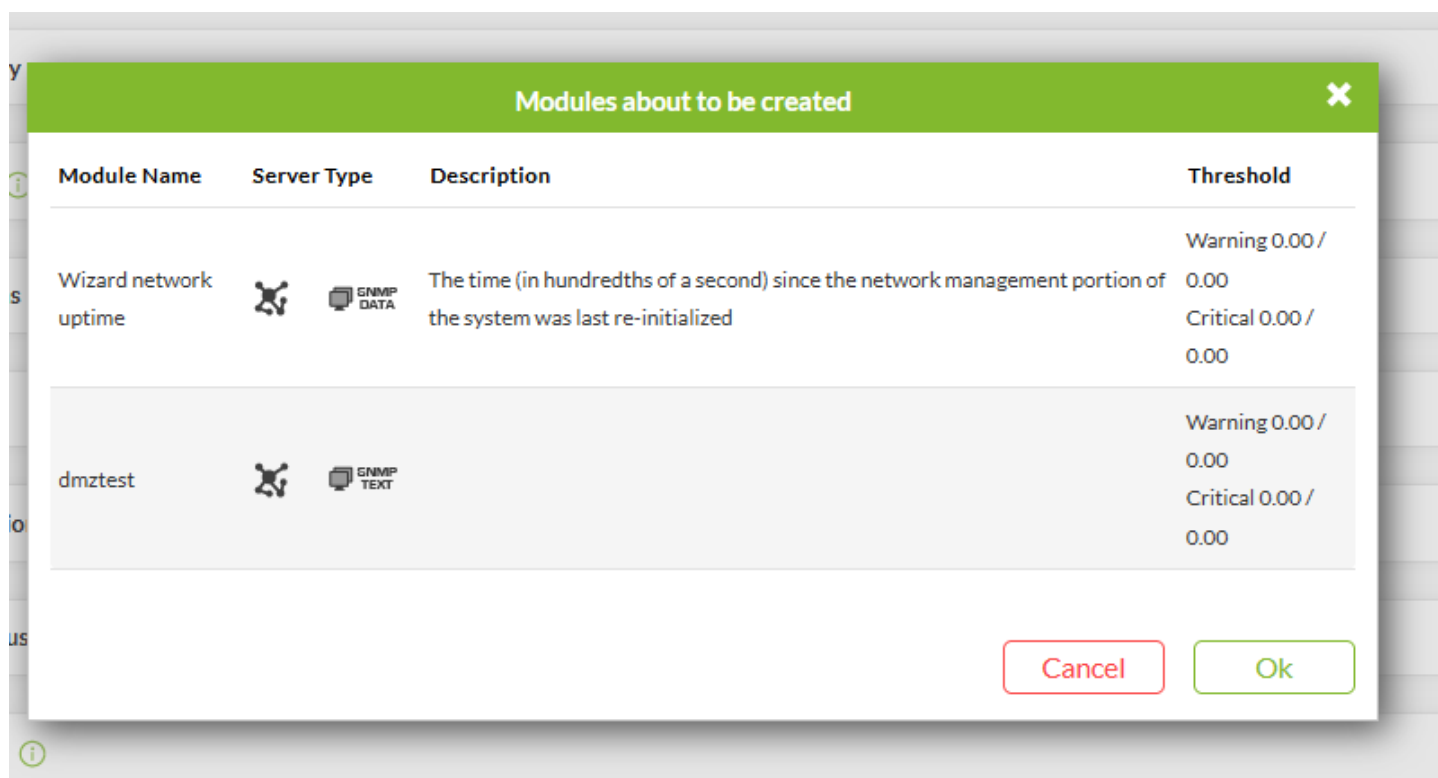 y
Modules about to be created
Module Name Server Type Description Threshold
Wizard network
uptime
SNMP
DATA
The time (in hundredths of a second) since the network management portion of
the system was last re-initialized
Warning 0.00 /
0.00
Critical 0.00 /
0.00
s
dmztest
SNMP
TEXT
Warning 0.00 /
0.00
Critical 0.00 /
0.00
io
us
Cancel Ok